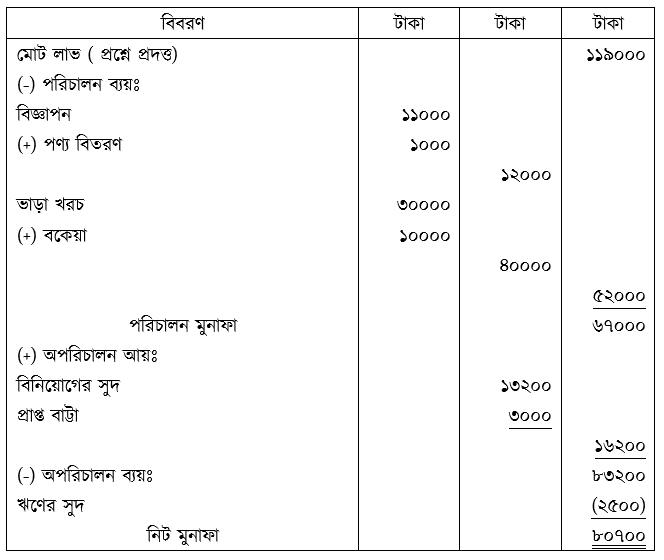 বিবরণ টাকা টাকা টাকা
মোট লাভ ( প্রশ্নে প্রদত্ত) ১১৯০০০
(-) পরিচালন ব্যয়ঃ
বিজ্ঞাপন ১১০০০
(+) পণ্য বিতরণ ১০০০
১২০০০
ভাড়া খরচ ৩০০০০
(+) বকেয়া ১০০০০
৪০০০০
৫২০০০
পরিচালন মুনাফা ৬৭০০০
(+) অপরিচালন আয়ঃ
বিনিয়োগের সুদ ১৩২০০
প্রাপ্ত বাট্টা ৩০০০
১৬২০০
(-) অপরিচালন ব্যয়ঃ ৮৩২০০
ঋণের সুদ (২৫০০)
নিট মুনাফা ৮০৭০০